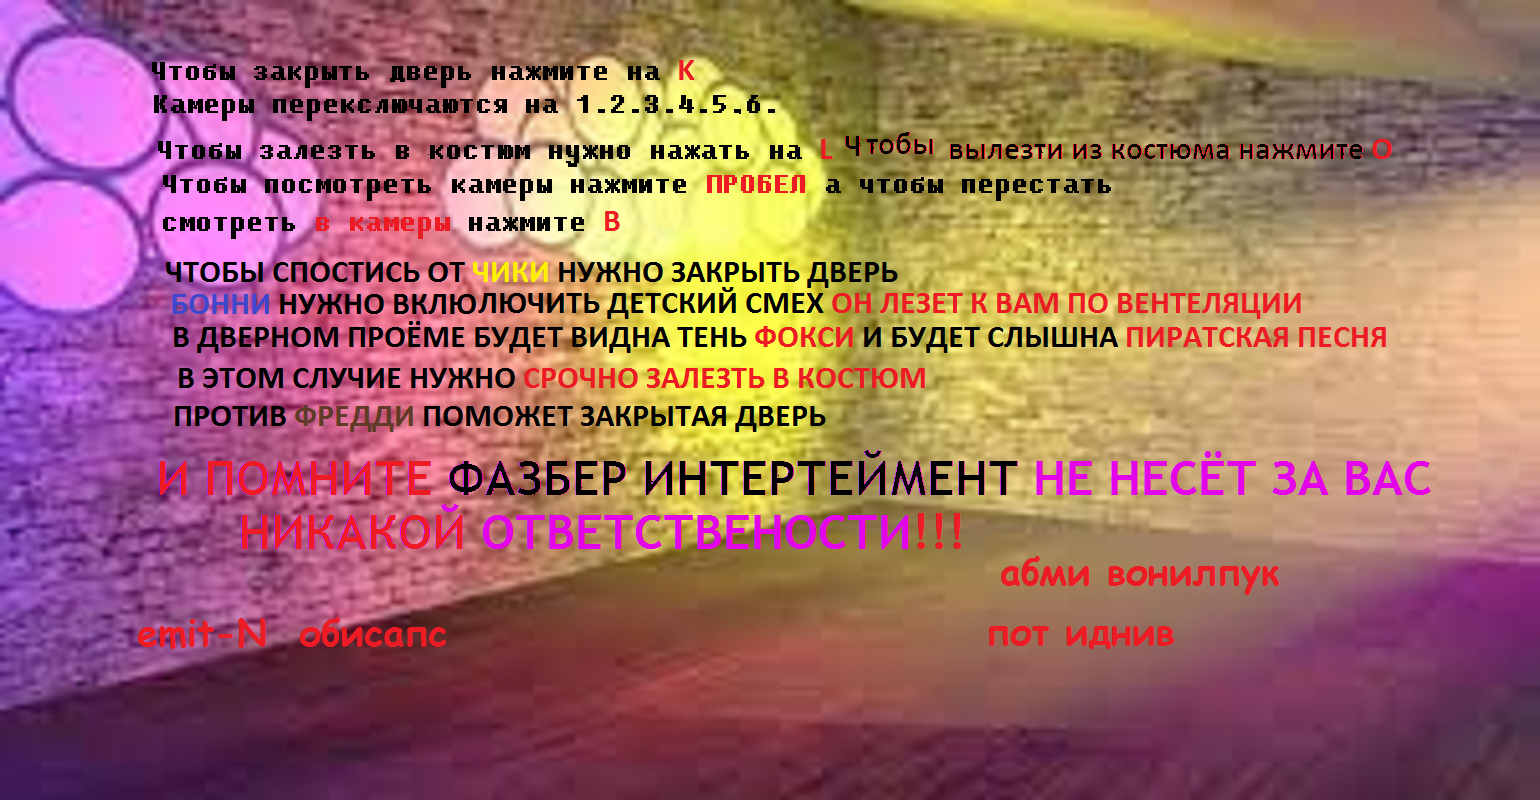 Чтобы закрыть дверь нажмите на K
Камеры перекслючаются на 1.2.3.4.5.6.
Чтобы залезть в костюм нужно нажать на L Чтобы вылезти из костюма нажмите О
Чтобы посмотреть камеры нажмите ПРОБЕЛ а чтобы перестать
смотреть в камеры нажмите B
ЧТОБЫ СПОСТИСЬ ОТ ЧИКИ НУЖНО ЗАКРЫТЬ ДВЕРЬ
БОННИ НУЖНО ВКЛЮЛЮЧИТЬ ДЕТСКИЙ СМЕХ ОН ЛЕЗЕТ К ВАМ ПО ВЕНТЕЛЯЦИИ
В ДВЕРНОМ ПРОЁМЕ БУДЕТ ВИДНА ТЕНЬ ФОКСИ И БУДЕТ СЛЫШНА ПИРАТСКАЯ ПЕСНЯ
В ЭТОМ СЛУЧИЕ НУЖНО СРОЧНО ЗАЛЕЗТЬ В КОСТЮМ
ПРОТИВ ФРЕДДИ ПОМОЖЕТ ЗАКРЫТАЯ ДВЕРЬ
И ПОМНИТЕ ФАЗБЕР ИНТЕРТЕЙМЕНТ НЕ НЕСЁТ ЗА ВАС
НИКАКОЙ ОТВЕТСТВЕНОСТИ!!!
абми вонилпук
emit-N обисапс
пот иднив